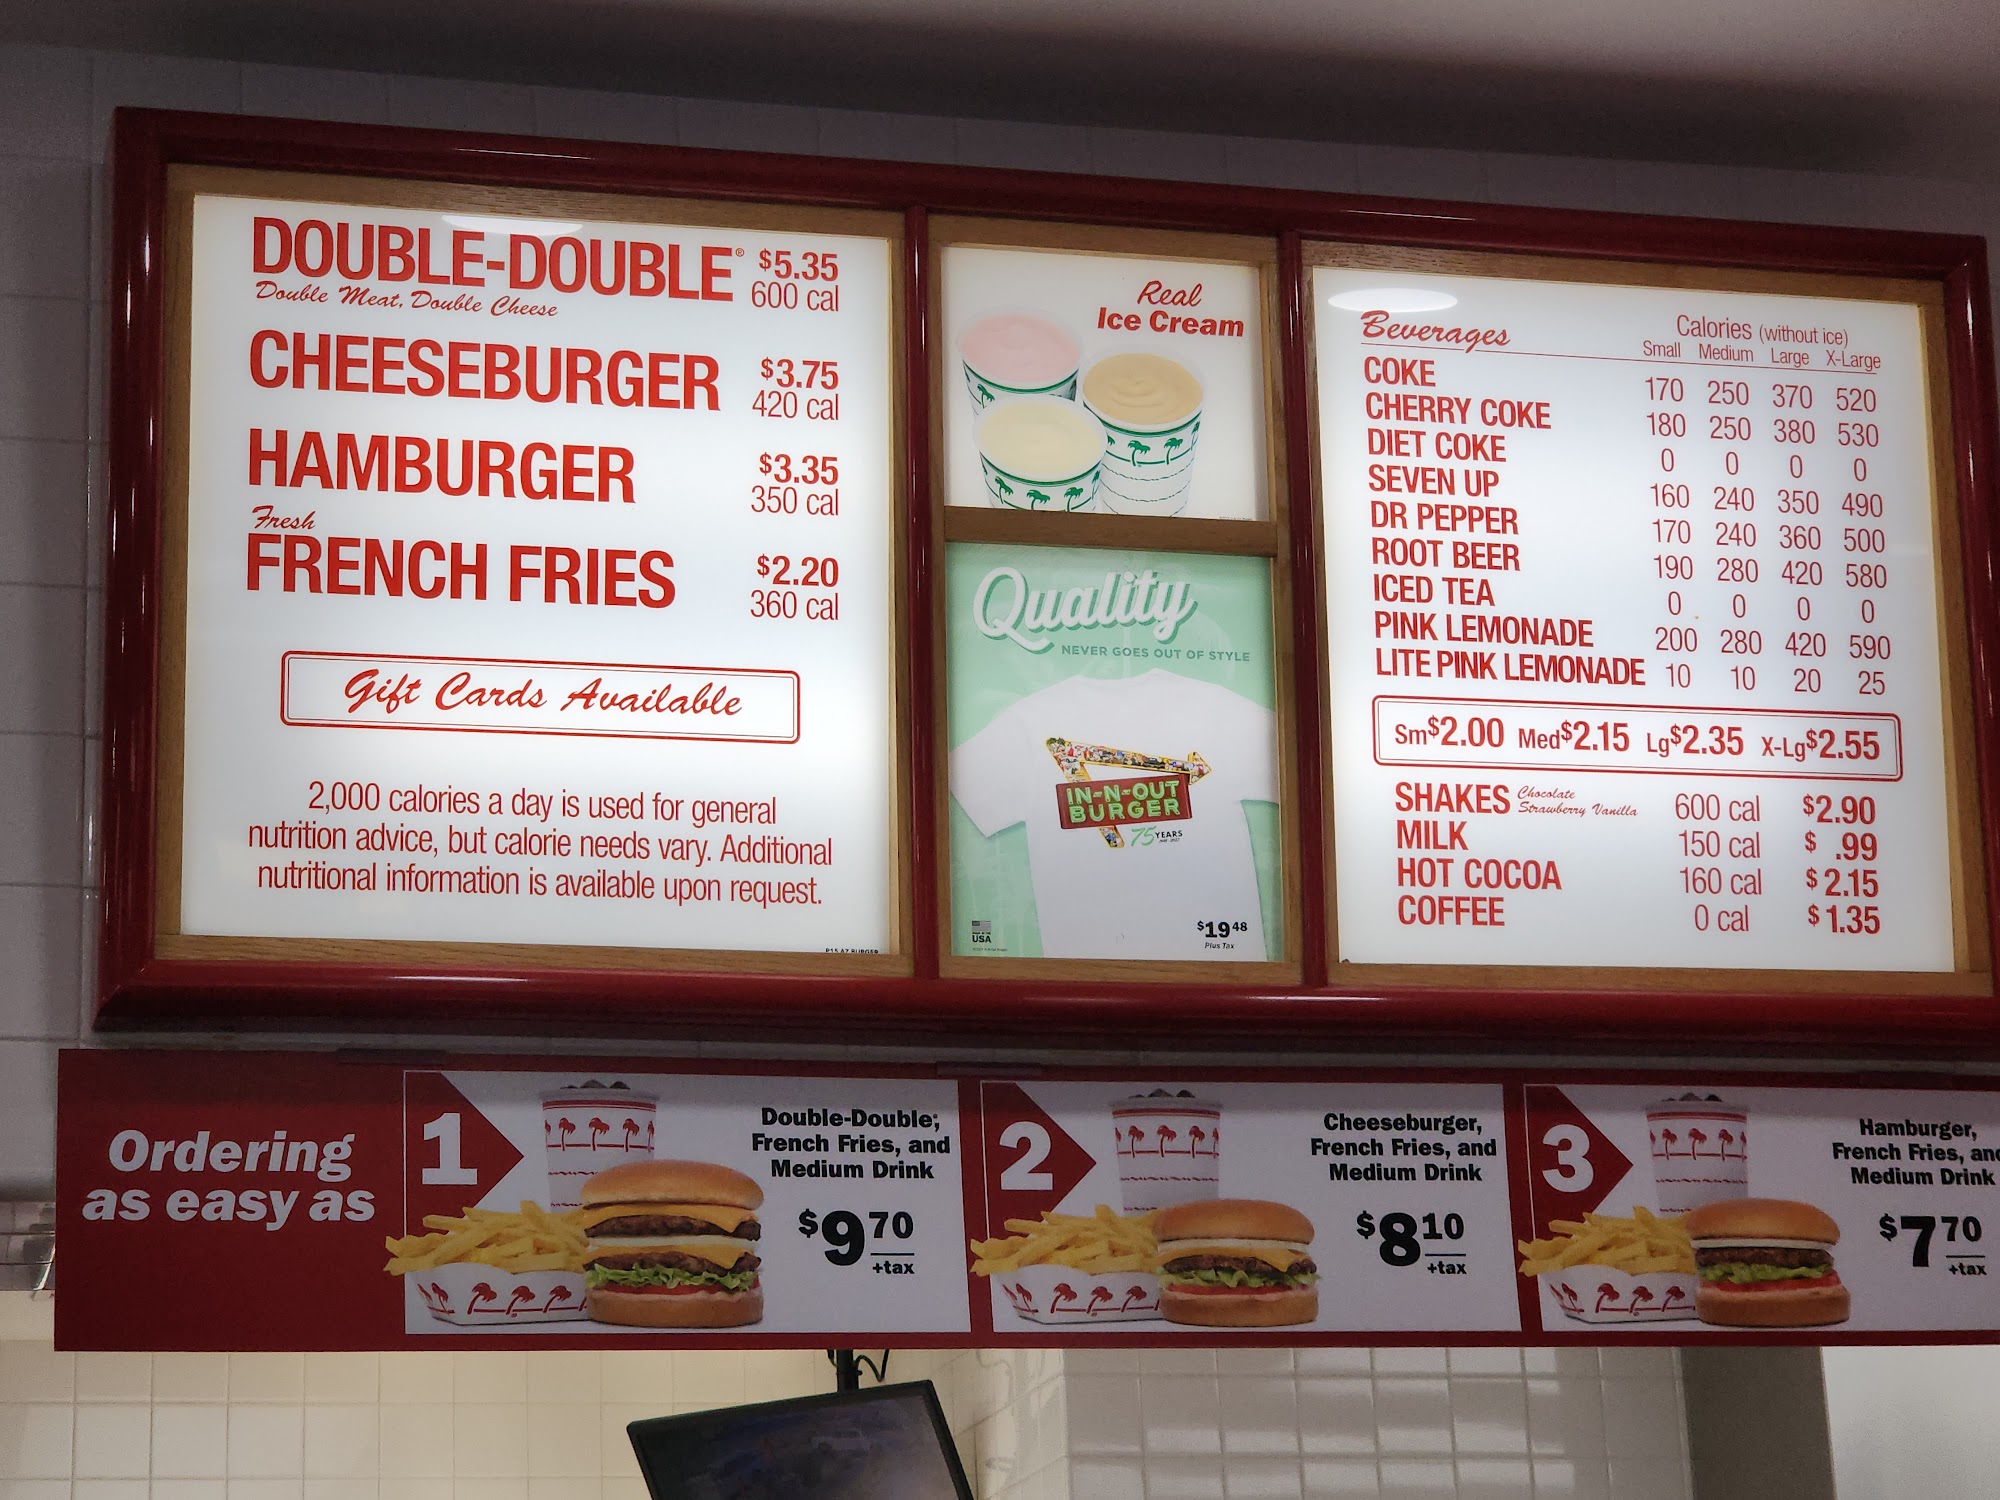 DOUBLE-DOUBLE® $5.35
Double Meat, Double Cheese 600 cal
CHEESEBURGER $3.75
420 cal
HAMBURGER $3.35
350 cal
Fresh
FRENCH FRIES $2.20
360 cal
Gift Cards Available
2,000 calories a day is used for general
nutrition advice, but calorie needs vary. Additional
nutritional information is available upon request.
Real
Ice Cream
Quality
NEVER GOES OUT OF STYLE
IN-N-OUT
BURGER
75 YEARS
USA
$19 48
Plus Tax
Beverages Calories (without ice)
Small Medium Large X-Large
COKE 170 250 370 520
CHERRY COKE 180 250 380 530
DIET COKE 0 0 0 0
SEVEN UP 160 240 350 490
DR PEPPER 170 240 360 500
ROOT BEER 190 280 420 580
ICED TEA 0 0 0 0
PINK LEMONADE 200 280 420 590
LITE PINK LEMONADE 10 10 20 25
Sm$2.00 Med$2.15 Lg$2.35 X-Lg$2.55
SHAKES Chocolate Strawberry Vanilla 600 cal $2.90
MILK 150 cal $ .99
HOT COCOA 160 cal $2.15
COFFEE 0 cal $1.35
Ordering
as easy as
1
Double-Double,
French Fries, and
Medium Drink
$9 70
+tax
2
Cheeseburger,
French Fries, and
Medium Drink
$8 10
+tax
3
Hamburger,
French Fries, an
Medium Drink
$7 70
+tax